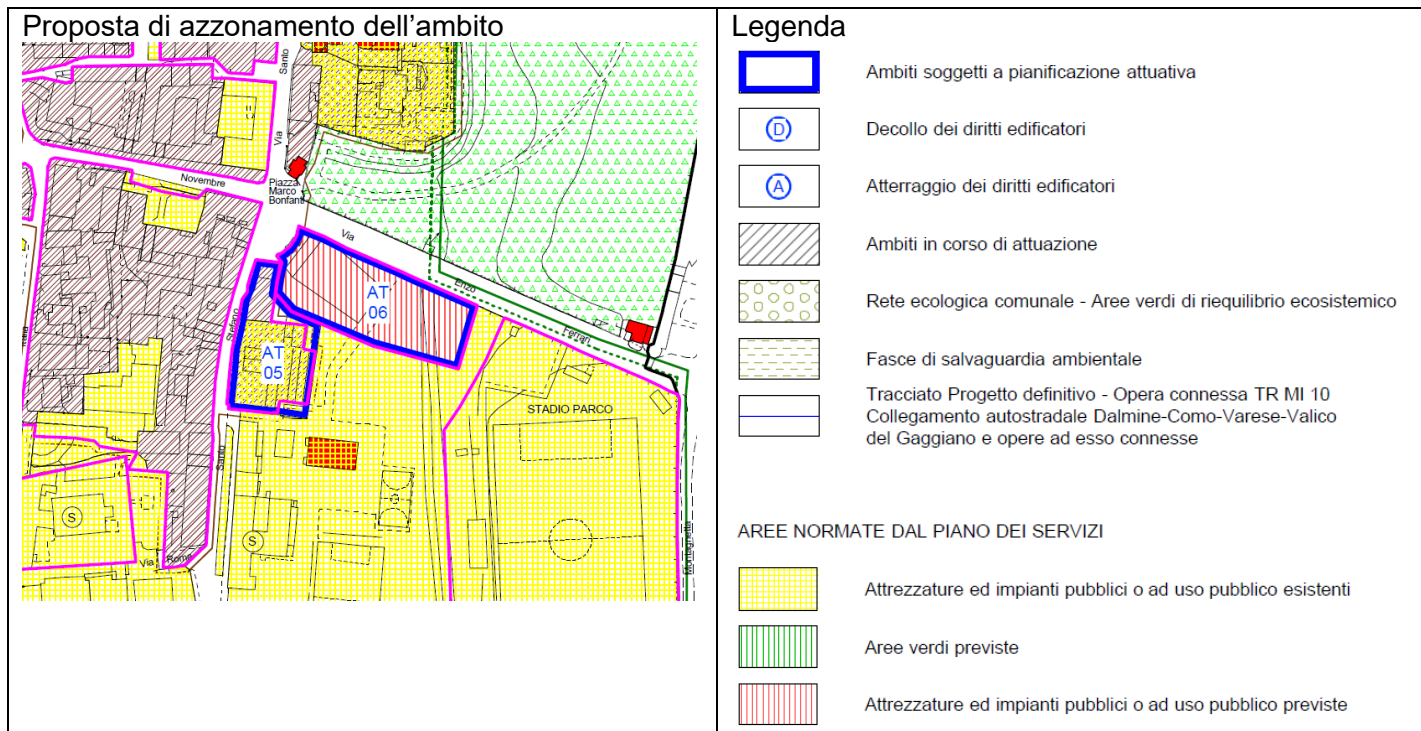 Proposta di azzonamento dell'ambito
Santo
Via
Novembre
Piazza
Marco
Bonfanti
Via
Enzo
Ferrari
AT
06
Stefano
AT
05
STADIO PARCO
Santo
S
S
Via Roma
Montagnetta
Legenda
Ambiti soggetti a pianificazione attuativa
D
Decollo dei diritti edificatori
A
Atterraggio dei diritti edificatori
Ambiti in corso di attuazione
Rete ecologica comunale - Aree verdi di riequilibrio ecosistemico
Fasce di salvaguardia ambientale
Tracciato Progetto definitivo - Opera connessa TR MI 10
Collegamento autostradale Dalmine-Como-Varese-Valico
del Gaggiano e opere ad esso connesse
AREE NORMATE DAL PIANO DEI SERVIZI
Attrezzature ed impianti pubblici o ad uso pubblico esistenti
Aree verdi previste
Attrezzature ed impianti pubblici o ad uso pubblico previste